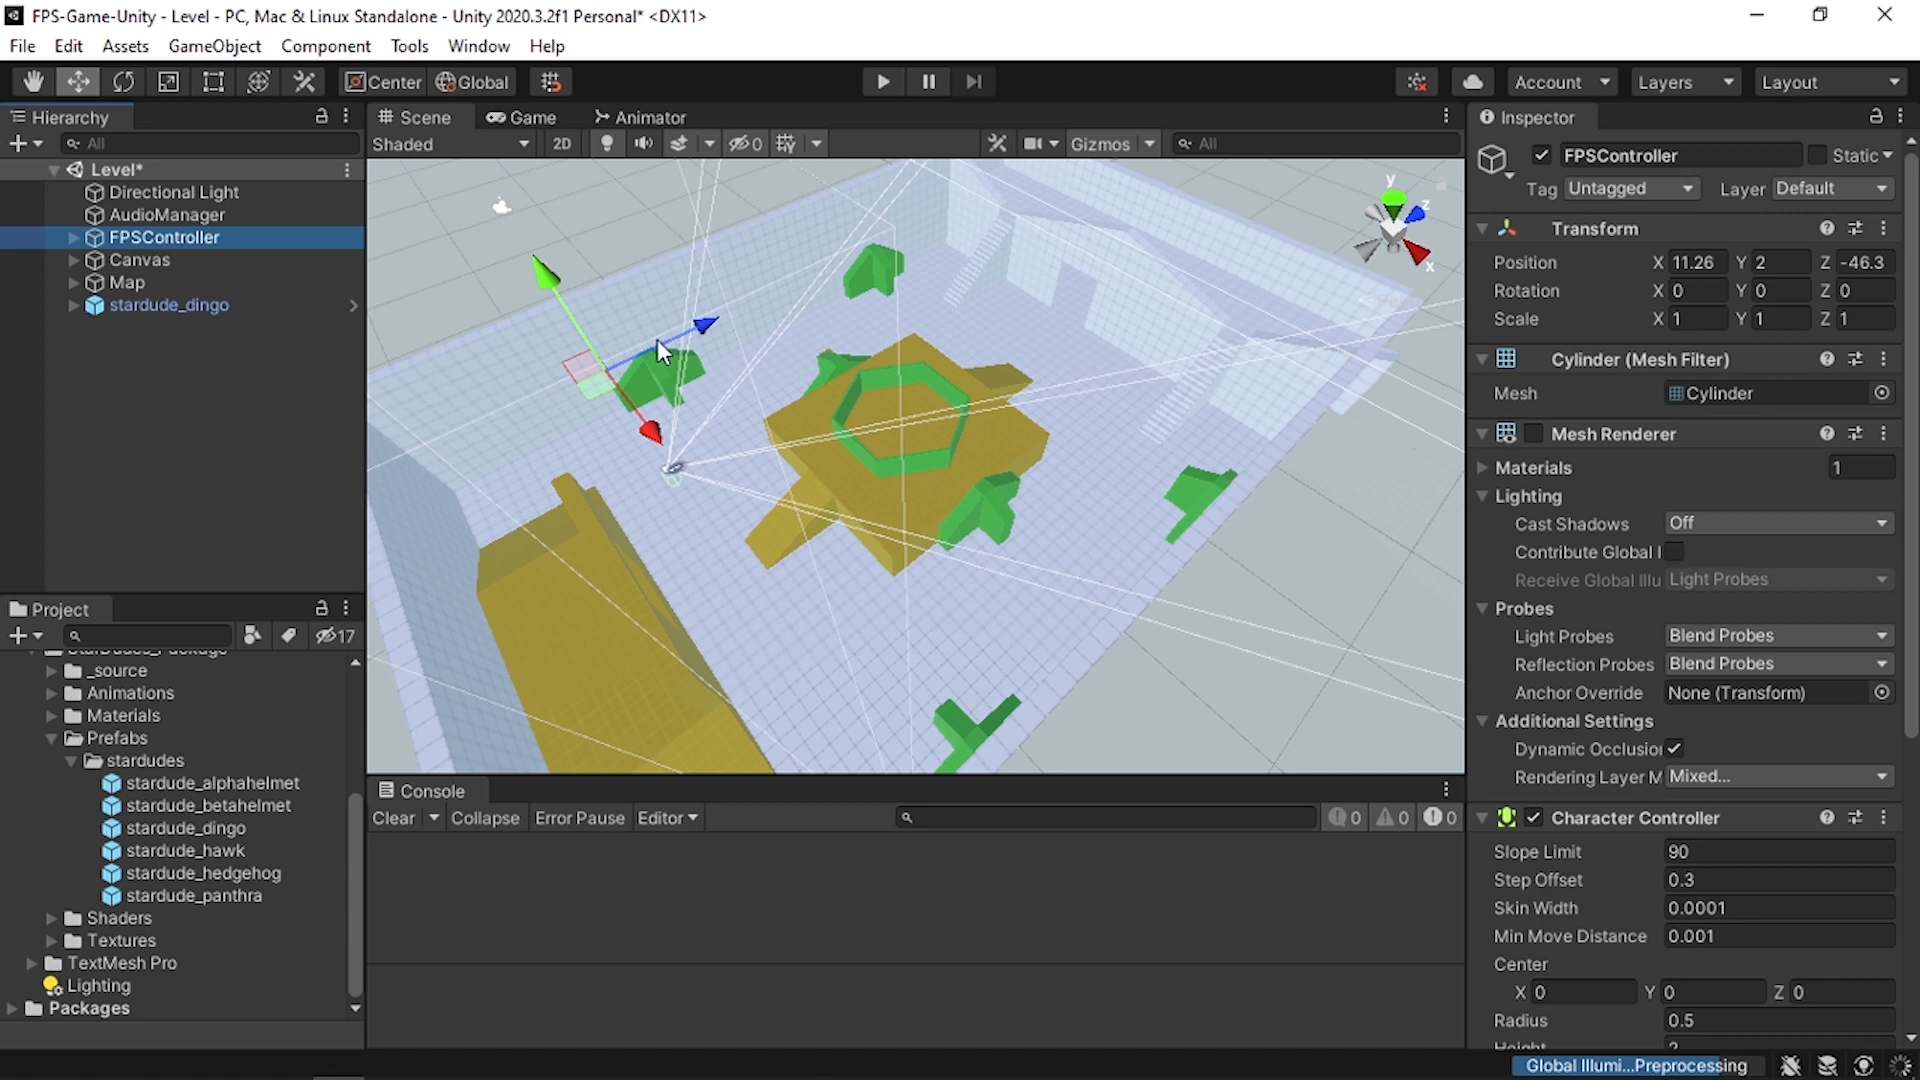 FPS-Game-Unity - Level - PC, Mac & Linux Standalone - Unity 2020.3.2f1 Personal* <DX11>
File Edit Assets GameObject Component Tools Window Help
Center Global Account Layers Layout
Hierarchy
All
Level*
Directional Light
AudioManager
FPSController
Canvas
Map
stardude_dingo
Project
17
_source
Animations
Materials
Prefabs
stardudes
stardude_alphahelmet
stardude_betahelmet
stardude_dingo
stardude_hawk
stardude_hedgehog
stardude_panthra
Shaders
Textures
TextMesh Pro
Lighting
Packages
Scene Game Animator
Shaded 2D 0 Gizmos All
y
z
x
Console
Clear Collapse Error Pause Editor 0 0 0
Inspector
FPSController Static
Tag Untagged Layer Default
Transform
Position X 11.26 Y 2 Z -46.3
Rotation X 0 Y 0 Z 0
Scale X 1 Y 1 Z 1
Cylinder (Mesh Filter)
Mesh Cylinder
Mesh Renderer
Materials 1
Lighting
Cast Shadows Off
Contribute Global I
Receive Global Illu Light Probes
Probes
Light Probes Blend Probes
Reflection Probes Blend Probes
Anchor Override None (Transform)
Additional Settings
Dynamic Occlusion
Rendering Layer M Mixed...
Character Controller
Slope Limit 90
Step Offset 0.3
Skin Width 0.0001
Min Move Distance 0.001
Center
X 0 Y 0 Z 0
Radius 0.5
Height 2
Global Illumi...Preprocessing